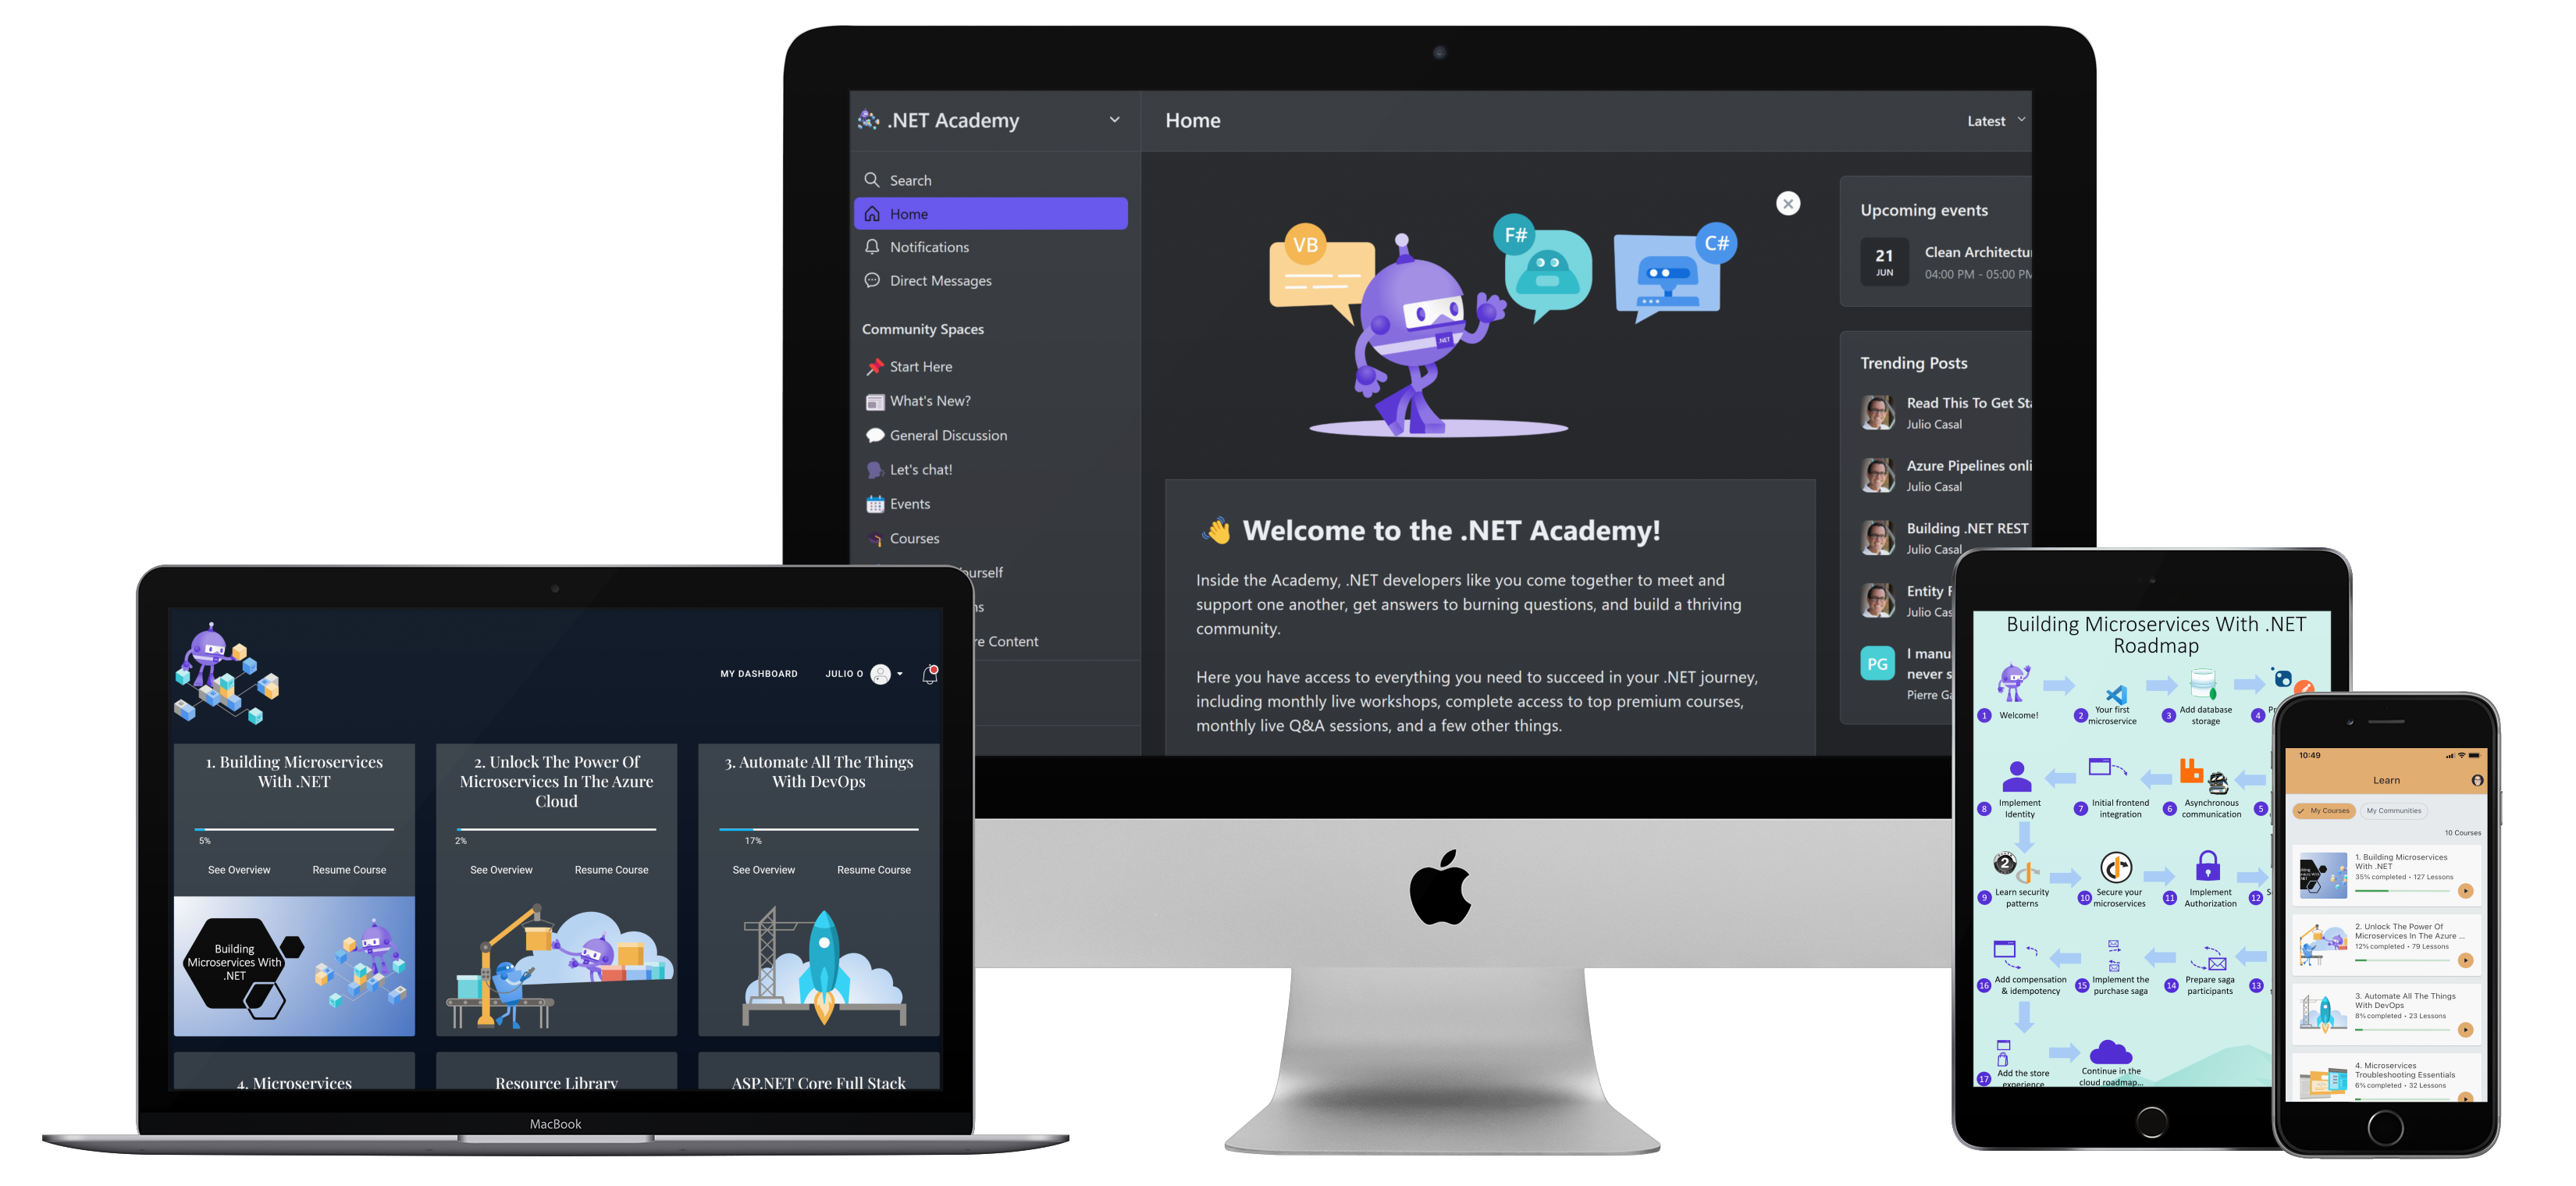 .NET Academy
Home
Latest
Search
Home
Notifications
Direct Messages
Community Spaces
Start Here
What's New?
General Discussion
Let's chat!
Events
Courses
ourself
ns
re Content
VB
F#
C#
.NET
Welcome to the .NET Academy!
Inside the Academy, .NET developers like you come together to meet and
support one another, get answers to burning questions, and build a thriving
community.
Here you have access to everything you need to succeed in your .NET journey,
including monthly live workshops, complete access to top premium courses,
monthly live Q&A sessions, and a few other things.
Upcoming events
21
JUN
Clean Architectu
04:00 PM - 05:00 PM
Trending Posts
Read This To Get Sta
Julio Casal
Azure Pipelines onli
Julio Casal
Building .NET REST
Julio Casal
Entity F
Julio Cas
PG
I manu
never s
Pierre Ga
MY DASHBOARD
JULIO O
1. Building Microservices
With .NET
5%
See Overview
Resume Course
Building
Microservices With
.NET
2. Unlock The Power Of
Microservices In The Azure
Cloud
2%
See Overview
Resume Course
3. Automate All The Things
With DevOps
17%
See Overview
Resume Course
4. Microservices
Resource Library
ASP.NET Core Full Stack
MacBook
Building Microservices With .NET
Roadmap
1 Welcome!
2 Your first
microservice
3 Add database
storage
4 P
8 Implement
Identity
7 Initial frontend
integration
6 Asynchronous
communication
5
9 Learn security
patterns
10 Secure your
microservices
11 Implement
Authorization
12 S
16 Add compensation
& idempotency
15 Implement the
purchase saga
14 Prepare saga
participants
13
17 Add the store
experience
Continue in the
cloud roadmap...
10:49
Learn
My Courses
My Communities
10 Courses
1. Building Microservices
With .NET
35% completed • 127 Lessons
2. Unlock The Power Of
Microservices In The Azure ...
12% completed • 79 Lessons
3. Automate All The Things
With DevOps
8% completed • 23 Lessons
4. Microservices
Troubleshooting Essentials
6% completed • 32 Lessons